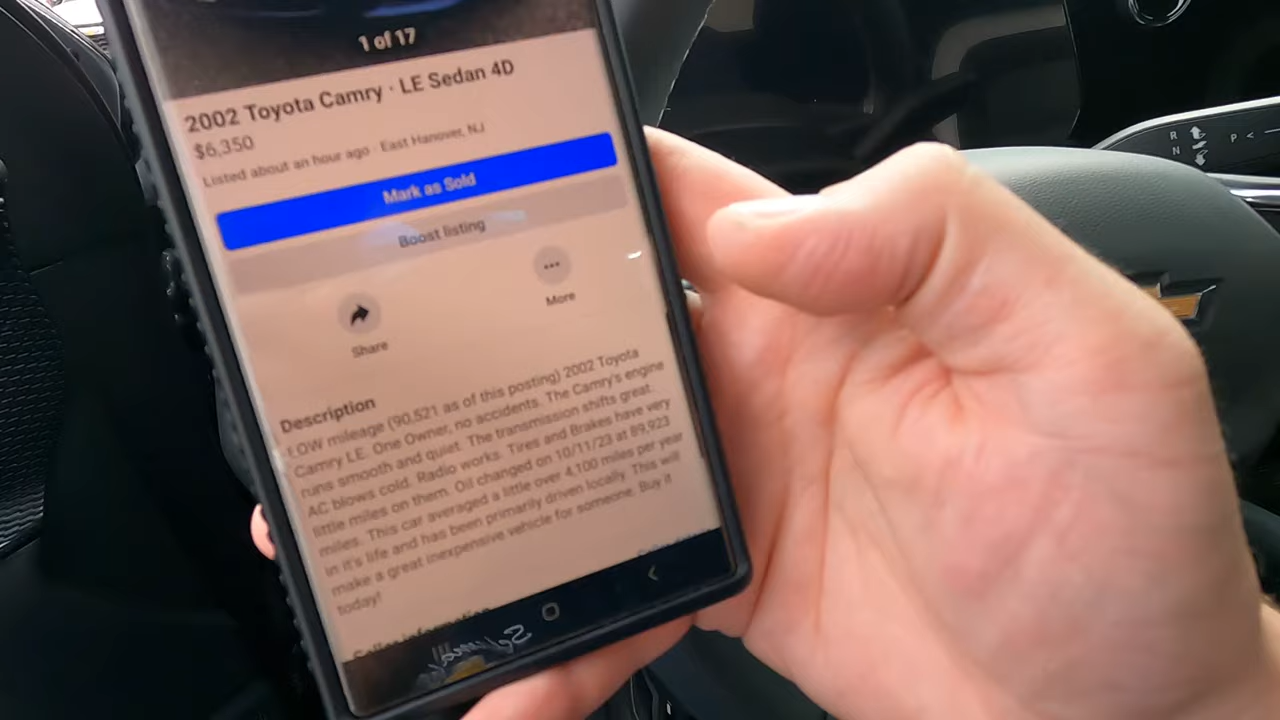 1 of 17
2002 Toyota Camry · LE Sedan 4D
$6,350
Listed about an hour ago · East Hanover, NJ
Mark as Sold
Boost listing
Share
More
Description
LOW mileage (90,521 as of this posting) 2002 Toyota
Camry LE. One Owner, no accidents. The Camry's engine
runs smooth and quiet. The transmission shifts great.
AC blows cold. Radio works. Tires and Brakes have very
little miles on them. Oil changed on 10/11/23 at 89,923
miles. This car averaged a little over 4,100 miles per year
in it's life and has been primarily driven locally. This will
make a great inexpensive vehicle for someone. Buy it
today!
Seller information
R
N
P <